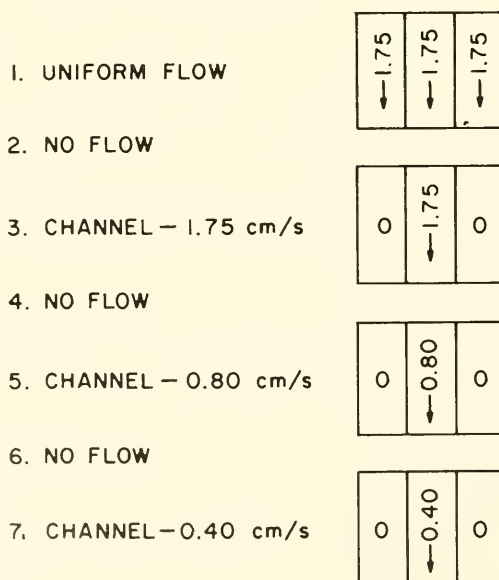 1. UNIFORM FLOW
←1.75 ←1.75 ←1.75
2. NO FLOW
3. CHANNEL — 1.75 cm/s
0 ←1.75 0
4. NO FLOW
5. CHANNEL — 0.80 cm/s
0 ←0.80 0
6. NO FLOW
7. CHANNEL—0.40 cm/s
0 ←0.40 0